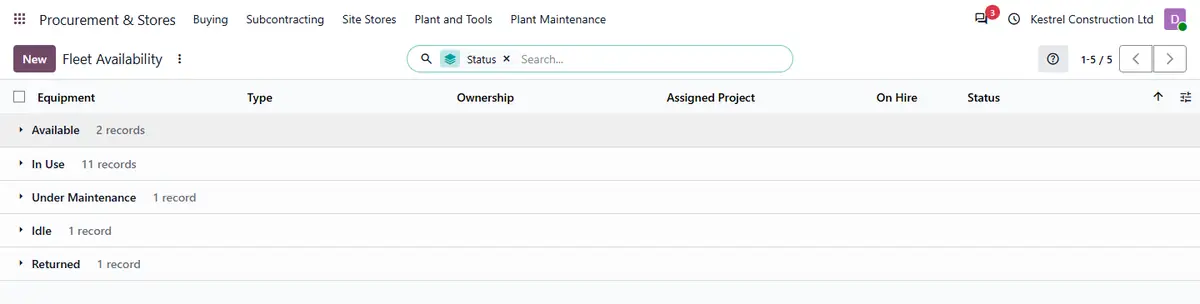 Procurement & Stores Buying Subcontracting Site Stores Plant and Tools Plant Maintenance 3 Kestrel Construction Ltd D
New Fleet Availability Status × Search... 1-5 / 5
Equipment Type Ownership Assigned Project On Hire Status
Available 2 records
In Use 11 records
Under Maintenance 1 record
Idle 1 record
Returned 1 record